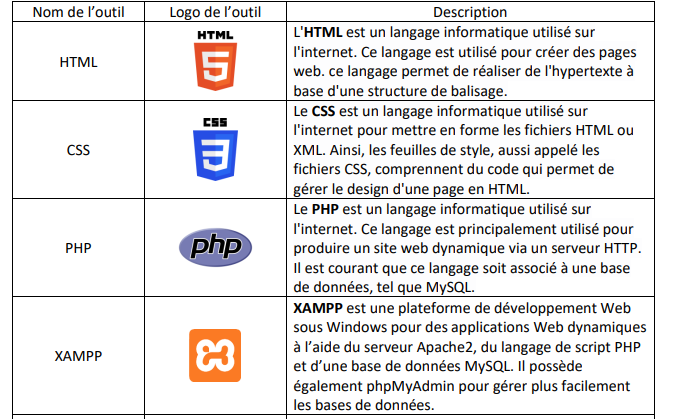 Nom de l’outil
Logo de l’outil
Description
HTML
HTML
5
L'HTML est un langage informatique utilisé sur
l'internet. Ce langage est utilisé pour créer des pages
web. ce langage permet de réaliser de l'hypertexte à
base d'une structure de balisage.
CSS
CSS
3
Le CSS est un langage informatique utilisé sur
l'internet pour mettre en forme les fichiers HTML ou
XML. Ainsi, les feuilles de style, aussi appelé les
fichiers CSS, comprennent du code qui permet de
gérer le design d'une page en HTML.
PHP
php
Le PHP est un langage informatique utilisé sur
l'internet. Ce langage est principalement utilisé pour
produire un site web dynamique via un serveur HTTP.
Il est courant que ce langage soit associé à une base
de données, tel que MySQL.
XAMPP
XAMPP est une plateforme de développement Web
sous Windows pour des applications Web dynamiques
à l’aide du serveur Apache2, du langage de script PHP
et d’une base de données MySQL. Il possède
également phpMyAdmin pour gérer plus facilement
les bases de données.